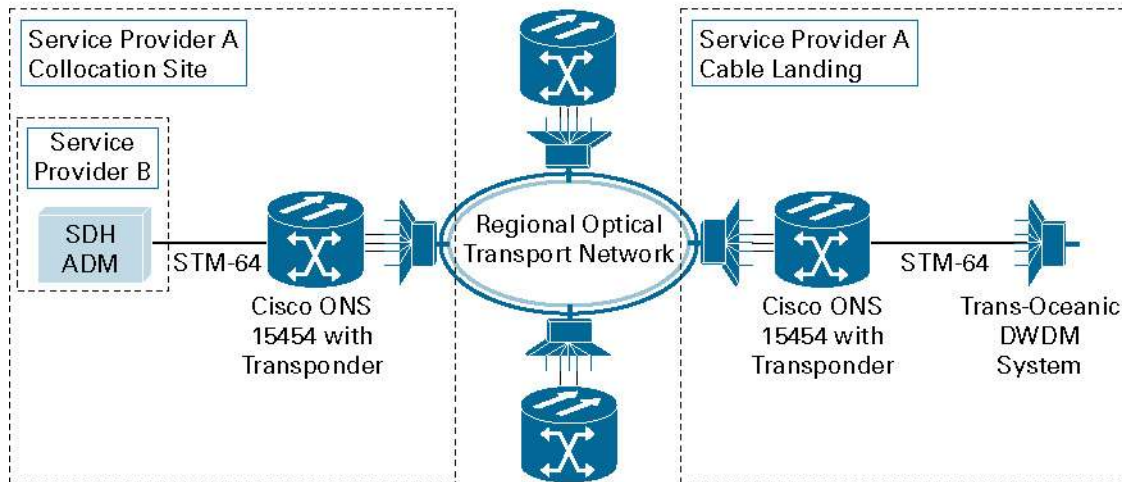 Service Provider A
Collocation Site
Service
Provider B
SDH
ADM
STM-64
Cisco ONS
15454 with
Transponder
Regional Optical
Transport Network
Service Provider A
Cable Landing
Cisco ONS
15454 with
Transponder
STM-64
Trans-Oceanic
DWDM
System